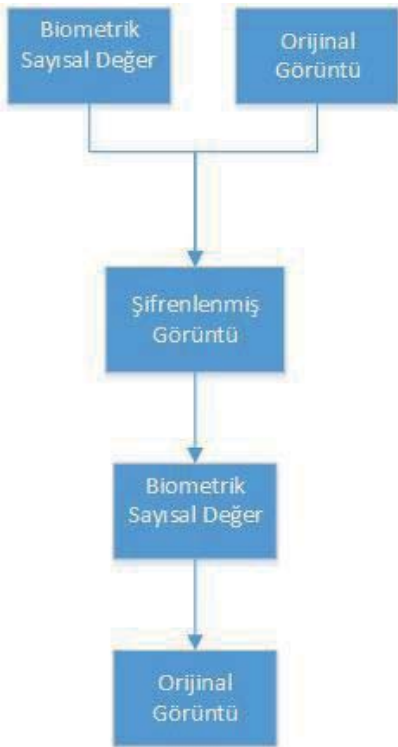 Biometrik
Sayısal Değer
Orijinal
Görüntü
Şifrenlenmiş
Görüntü
Biometrik
Sayısal Değer
Orijinal
Görüntü